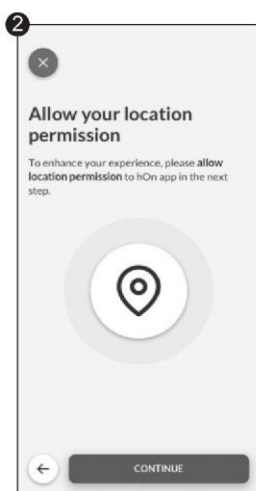 2
Allow your location
permission
To enhance your experience, please allow
location permission to hOn app in the next
step.
CONTINUE